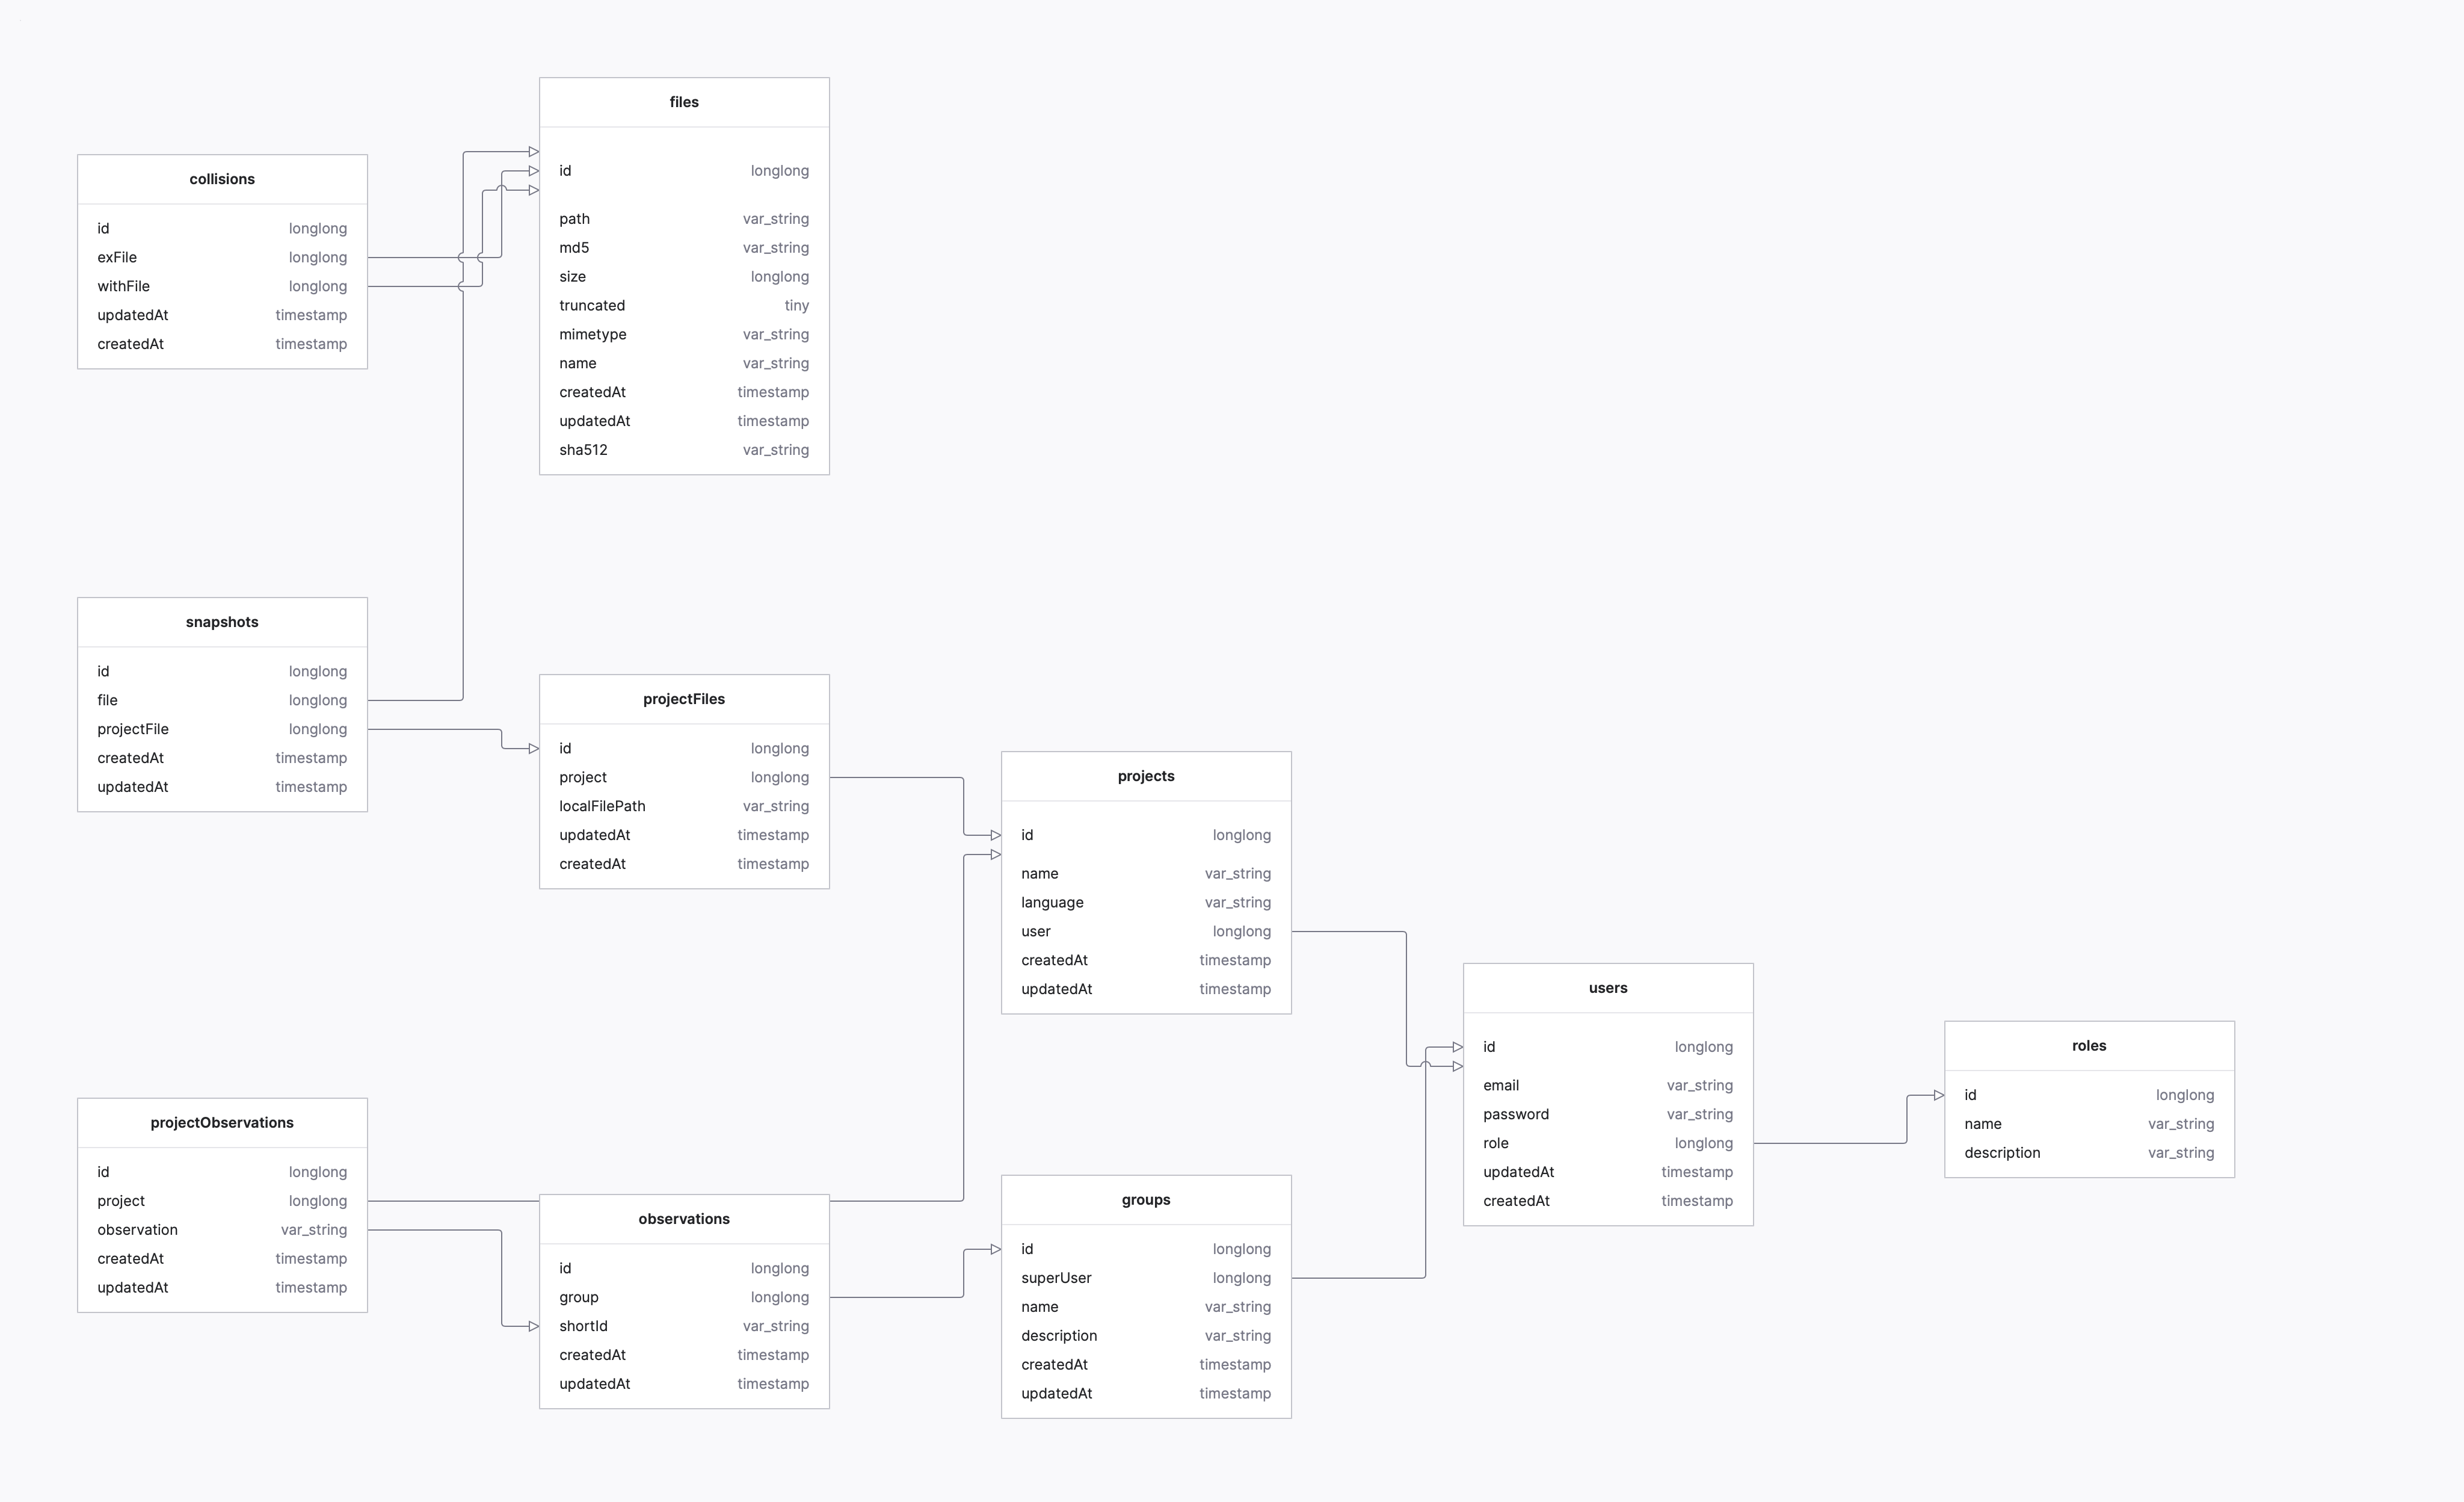 files
id longlong
path var_string
md5 var_string
size longlong
truncated tiny
mimetype var_string
name var_string
createdAt timestamp
updatedAt timestamp
sha512 var_string
collisions
id longlong
exFile longlong
withFile longlong
updatedAt timestamp
createdAt timestamp
snapshots
id longlong
file longlong
projectFile longlong
createdAt timestamp
updatedAt timestamp
projectFiles
id longlong
project longlong
localFilePath var_string
updatedAt timestamp
createdAt timestamp
projects
id longlong
name var_string
language var_string
user longlong
createdAt timestamp
updatedAt timestamp
users
id longlong
email var_string
password var_string
role longlong
updatedAt timestamp
createdAt timestamp
roles
id longlong
name var_string
description var_string
projectObservations
id longlong
project longlong
observation var_string
createdAt timestamp
updatedAt timestamp
observations
id longlong
group longlong
shortId var_string
createdAt timestamp
updatedAt timestamp
groups
id longlong
superUser longlong
name var_string
description var_string
createdAt timestamp
updatedAt timestamp